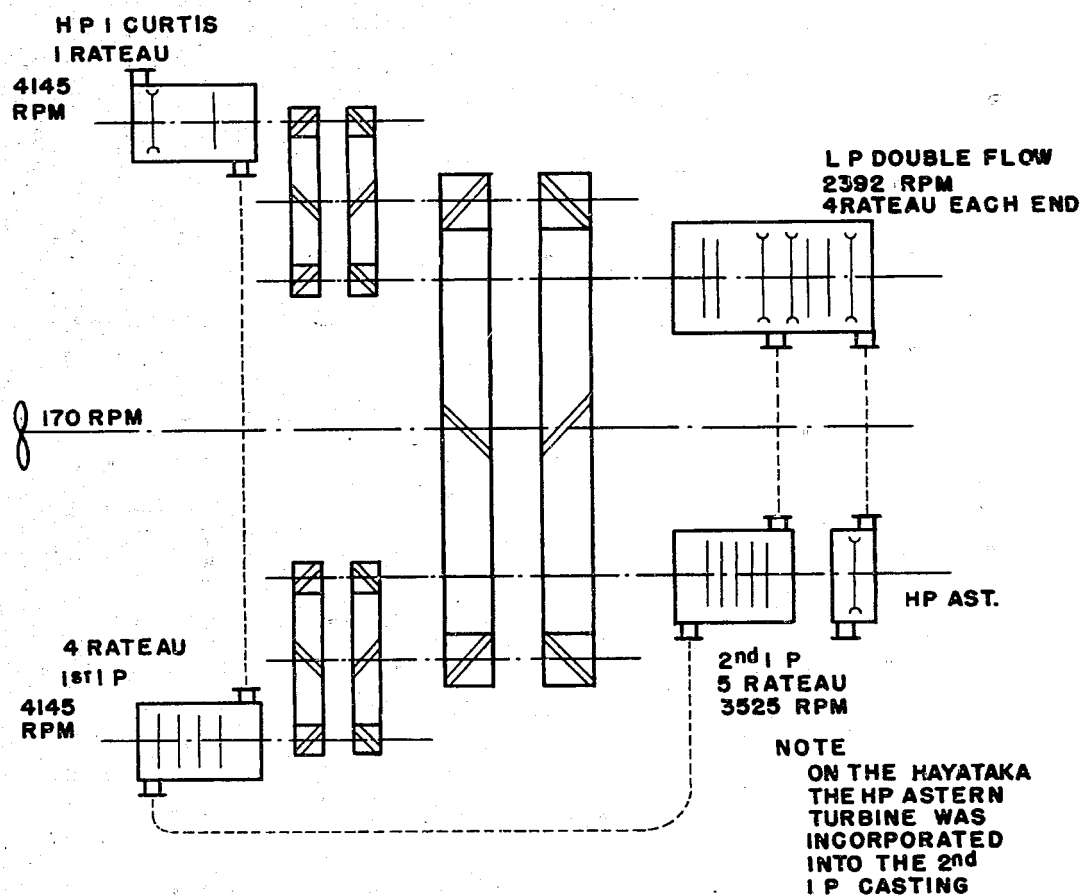 H P 1 CURTIS
1 RATEAU
4145
RPM
L P DOUBLE FLOW
2392 RPM
4 RATEAU EACH END
170 RPM
HP AST.
4 RATEAU
1st I P
4145
RPM
2nd I P
5 RATEAU
3525 RPM
NOTE
ON THE HAYATAKA
THE HP ASTERN
TURBINE WAS
INCORPORATED
INTO THE 2nd
I P CASTING